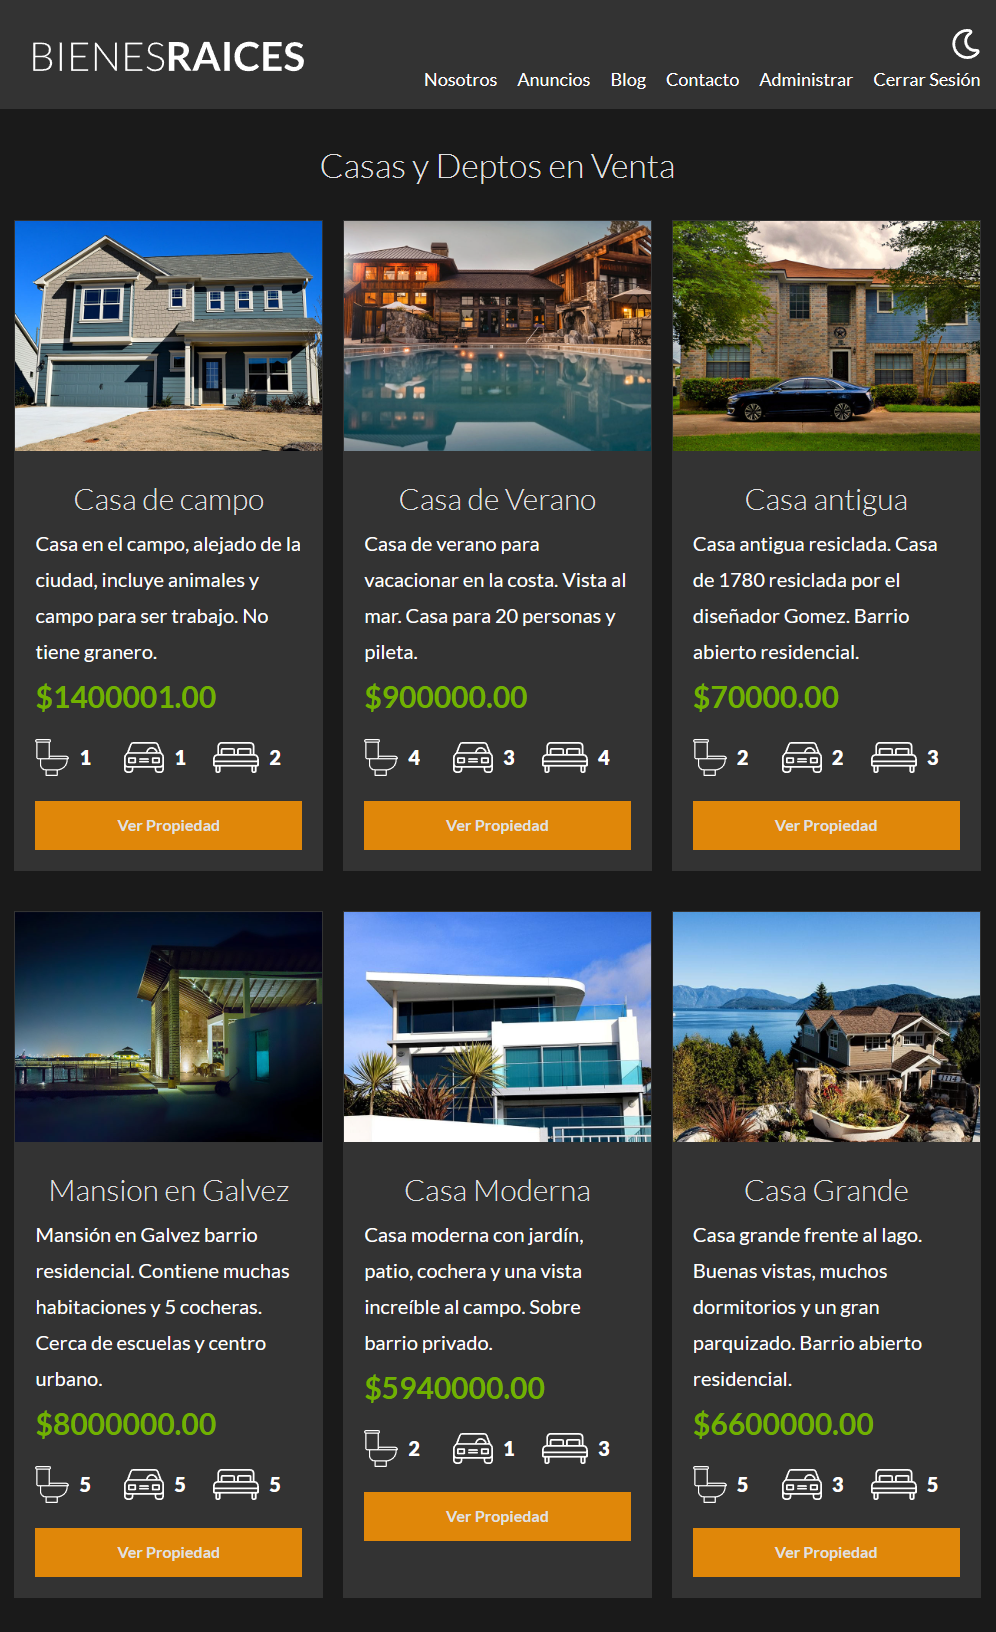 BIENESRAICES
Nosotros Anuncios Blog Contacto Administrar Cerrar Sesión
Casas y Deptos en Venta
Casa de campo
Casa en el campo, alejado de la
ciudad, incluye animales y
campo para ser trabajo. No
tiene granero.
$1400001.00
1 1 2
Ver Propiedad
Casa de Verano
Casa de verano para
vacacionar en la costa. Vista al
mar. Casa para 20 personas y
pileta.
$900000.00
4 3 4
Ver Propiedad
Casa antigua
Casa antigua resiclada. Casa
de 1780 resiclada por el
diseñador Gomez. Barrio
abierto residencial.
$70000.00
2 2 3
Ver Propiedad
Mansion en Galvez
Mansión en Galvez barrio
residencial. Contiene muchas
habitaciones y 5 cocheras.
Cerca de escuelas y centro
urbano.
$8000000.00
5 5 5
Ver Propiedad
Casa Moderna
Casa moderna con jardín,
patio, cochera y una vista
increíble al campo. Sobre
barrio privado.
$5940000.00
2 1 3
Ver Propiedad
1114
Casa Grande
Casa grande frente al lago.
Buenas vistas, muchos
dormitorios y un gran
parquizado. Barrio abierto
residencial.
$6600000.00
5 3 5
Ver Propiedad